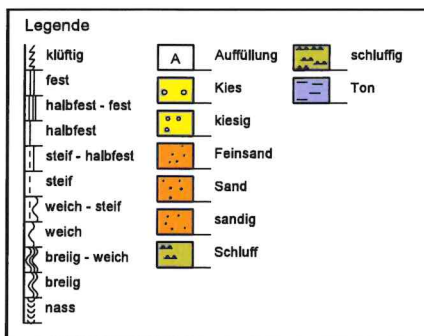 Legende
klüftig
fest
halbfest - fest
halbfest
steif - halbfest
steif
weich - steif
weich
breiig - weich
breiig
nass
A Auffüllung
Kies
kiesig
Feinsand
Sand
sandig
Schluff
schluffig
Ton